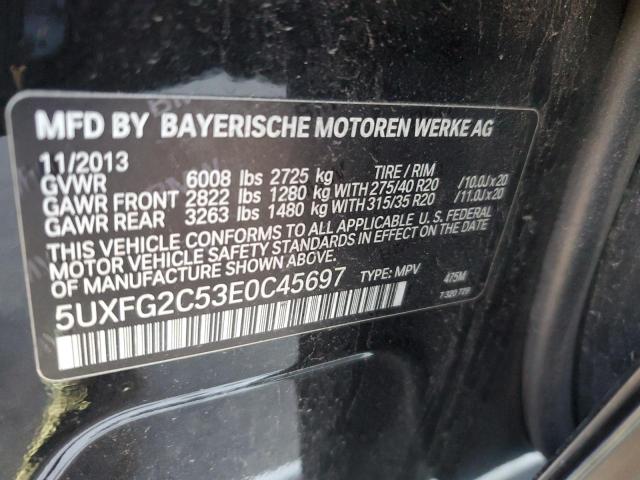 MFD BY BAYERISCHE MOTOREN WERKE AG
11/2013 TIRE / RIM
GVWR 6008 lbs 2725 kg
GAWR FRONT 2822 lbs 1280 kg WITH 275/40 R20 /10.0Jx20
GAWR REAR 3263 lbs 1480 kg WITH 315/35 R20 /11.0Jx20
THIS VEHICLE CONFORMS TO ALL APPLICABLE U.S. FEDERAL
MOTOR VEHICLE SAFETY STANDARDS IN EFFECT ON THE DATE
OF MANUFACTURE SHOWN ABOVE.
5UXFG2C53E0C45697 TYPE: MPV 475M